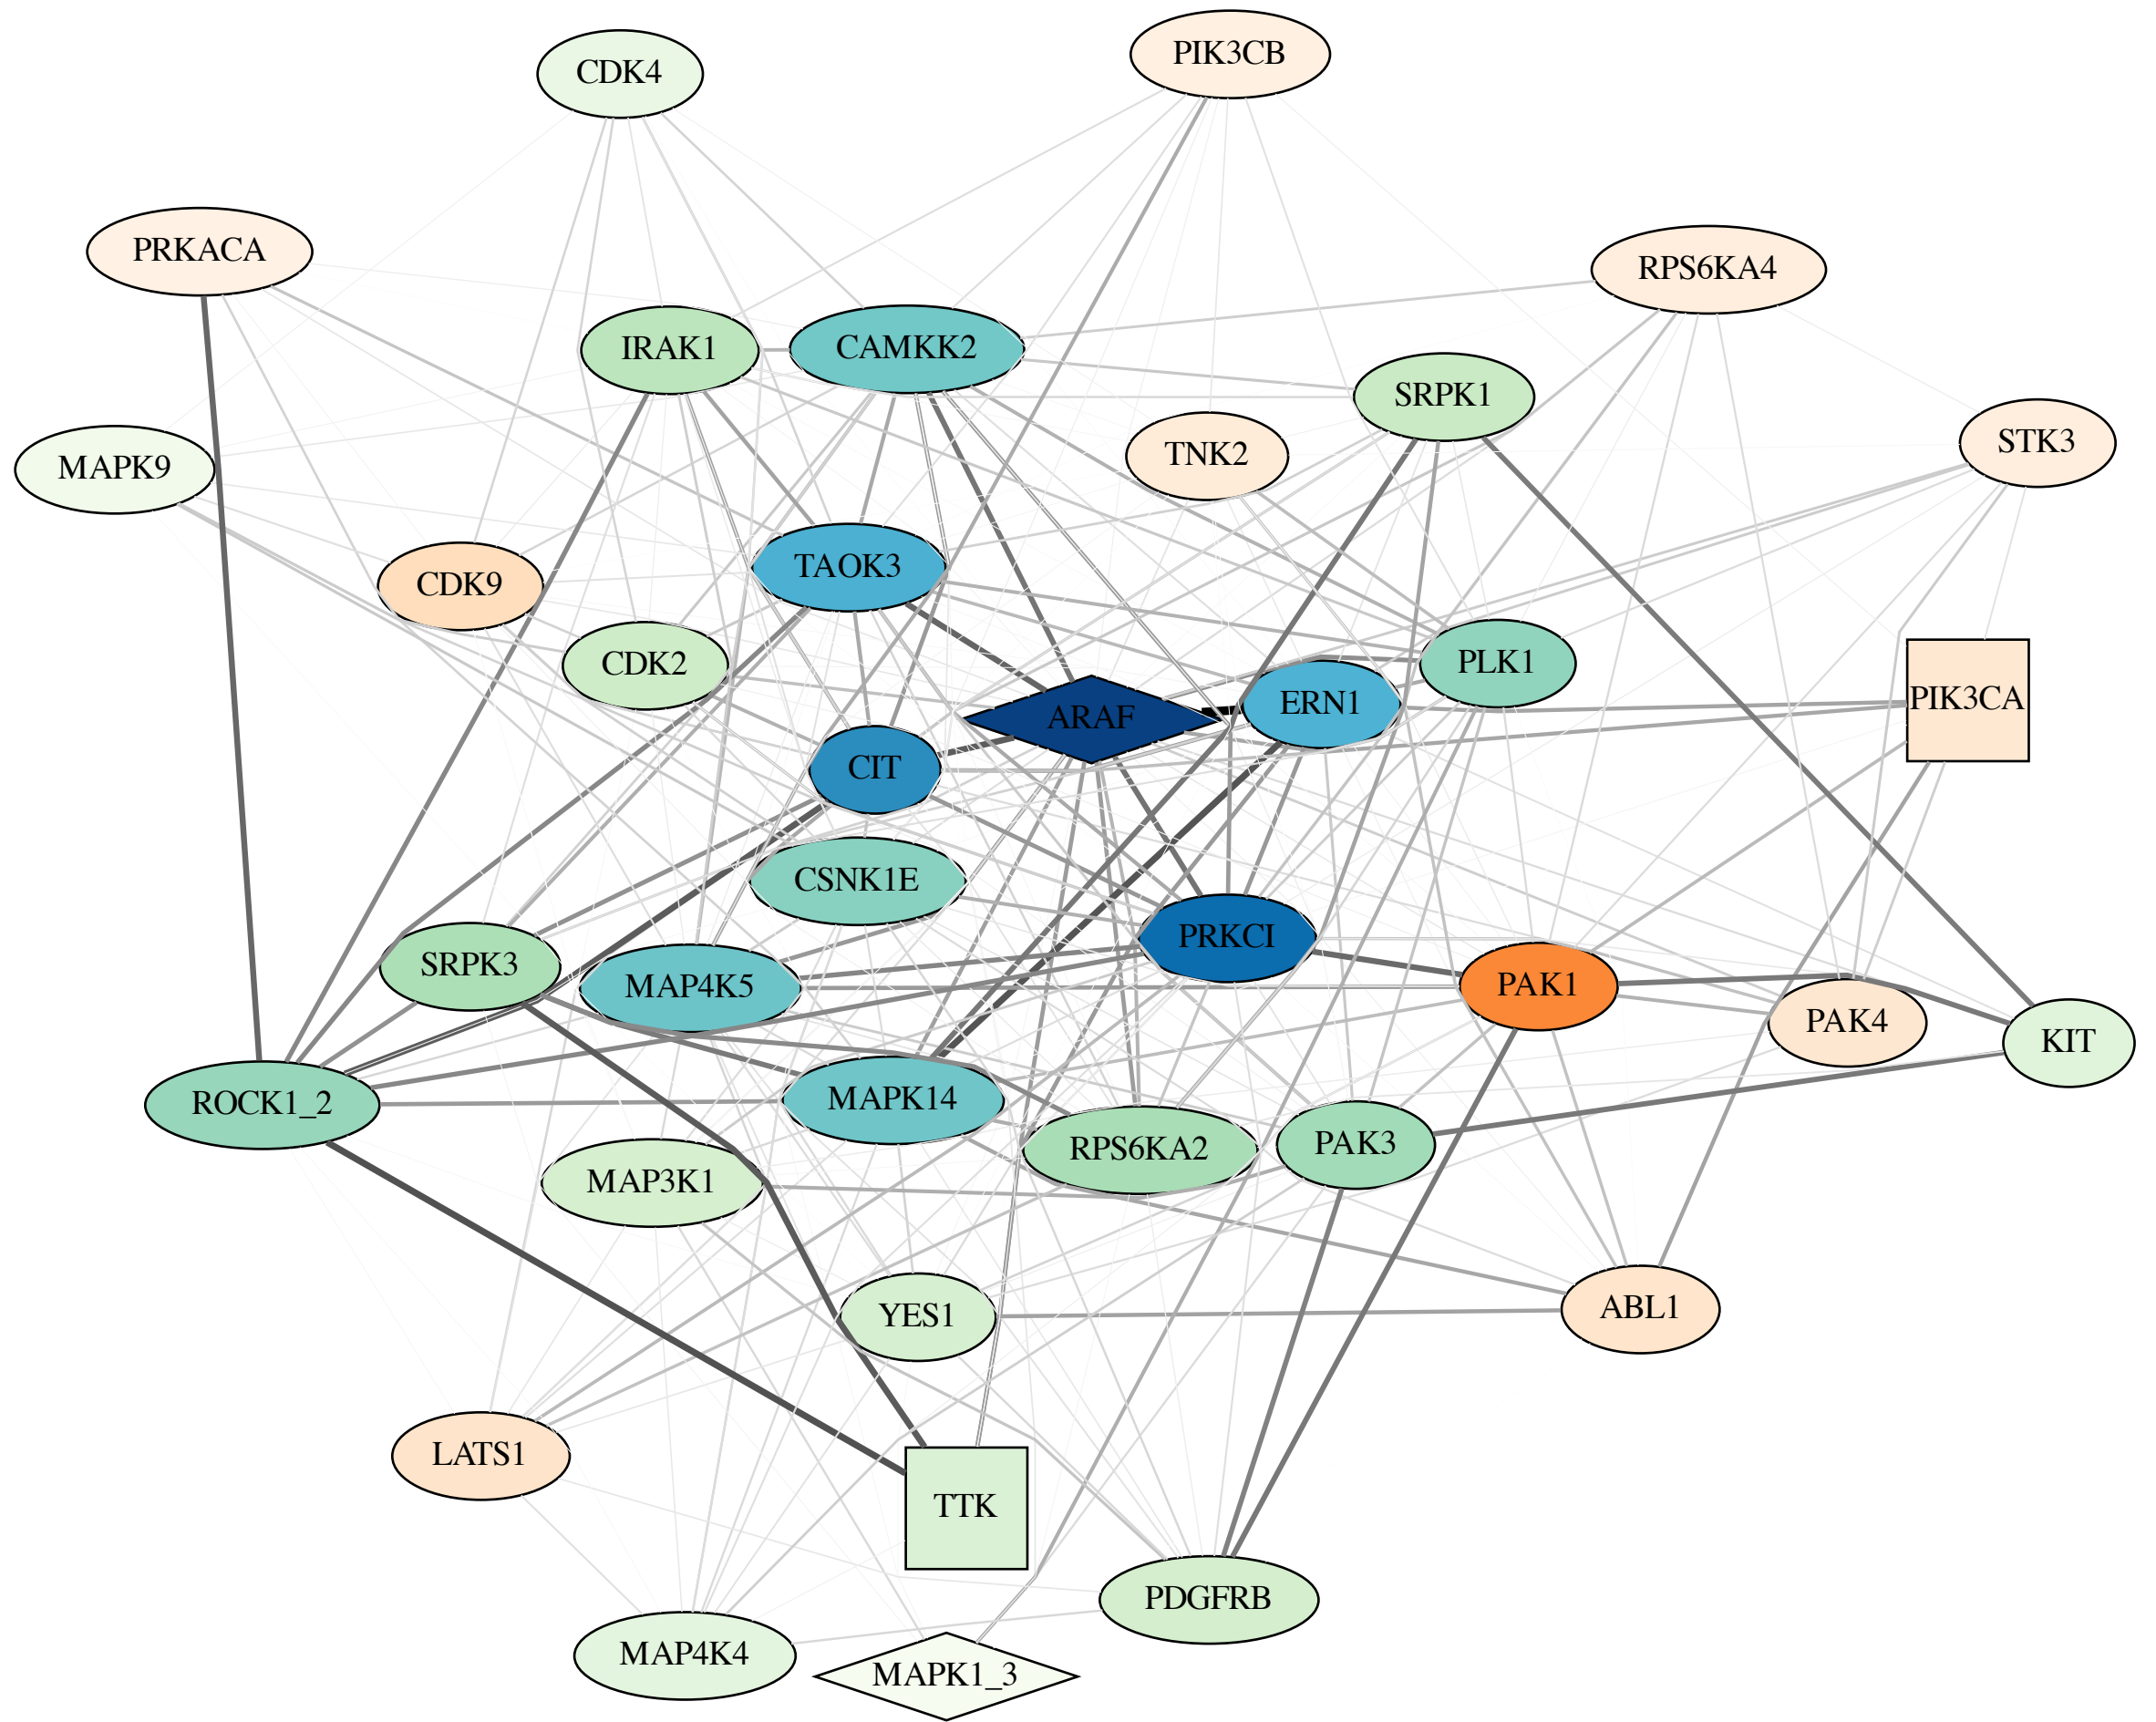 PIK3CB
CDK4
PRKACA
RPS6KA4
IRAK1
CAMKK2
SRPK1
STK3
TNK2
MAPK9
TAOK3
CDK9
CDK2
PLK1
PIK3CA
ERN1
ARAF
CIT
CSNK1E
PRKCI
SRPK3
MAP4K5
PAK1
PAK4
KIT
ROCK1_2
MAPK14
RPS6KA2
PAK3
MAP3K1
YES1
ABL1
LATS1
TTK
PDGFRB
MAP4K4
MAPK1_3